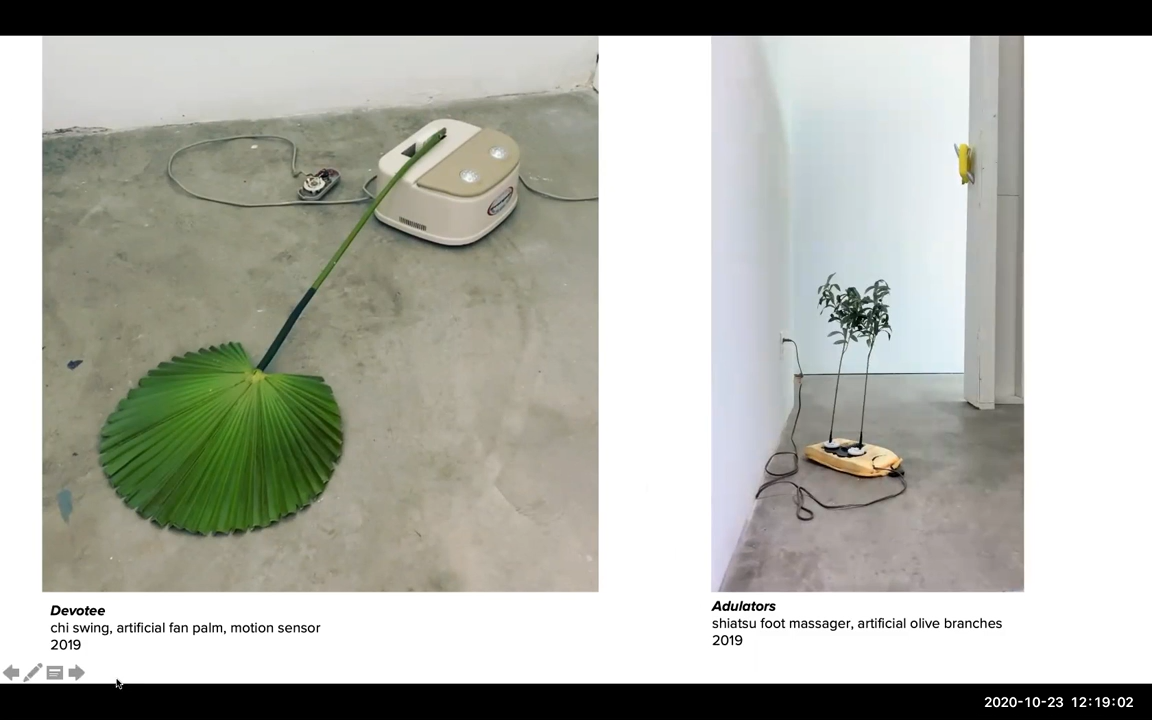 Devotee
chi swing, artificial fan palm, motion sensor
2019
Adulators
shiatsu foot massager, artificial olive branches
2019
2020-10-23 12:19:02